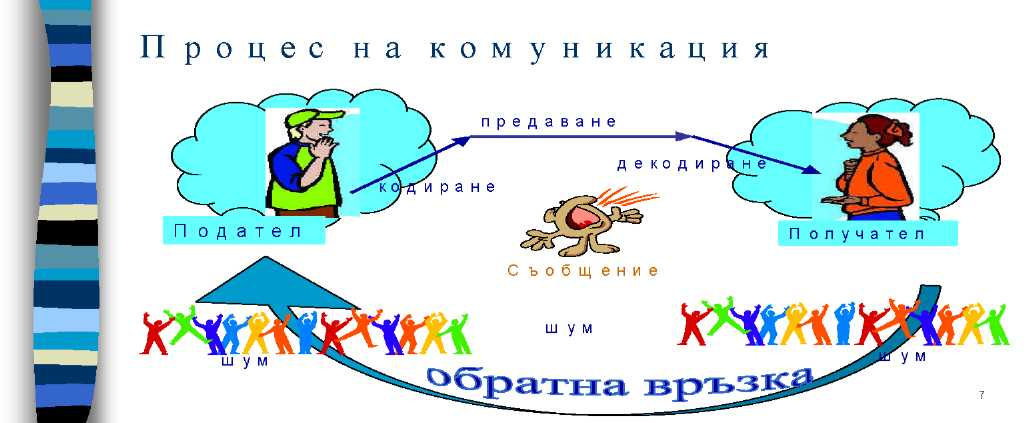 Процес на комуникация
предаване
декодиране
кодиране
Подател
Получател
Съобщение
шум
шум
шум
обратна връзка
7